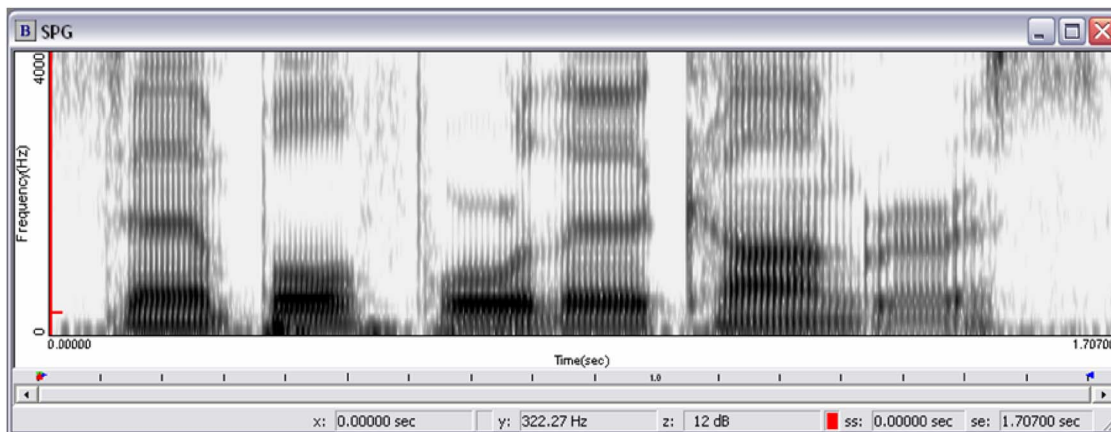 B SPG
4000
Frequency(Hz)
0
0.00000
1.7070
Time(sec)
1.0
x: 0.00000 sec y: 322.27 Hz z: 12 dB ss: 0.00000 sec se: 1.70700 sec